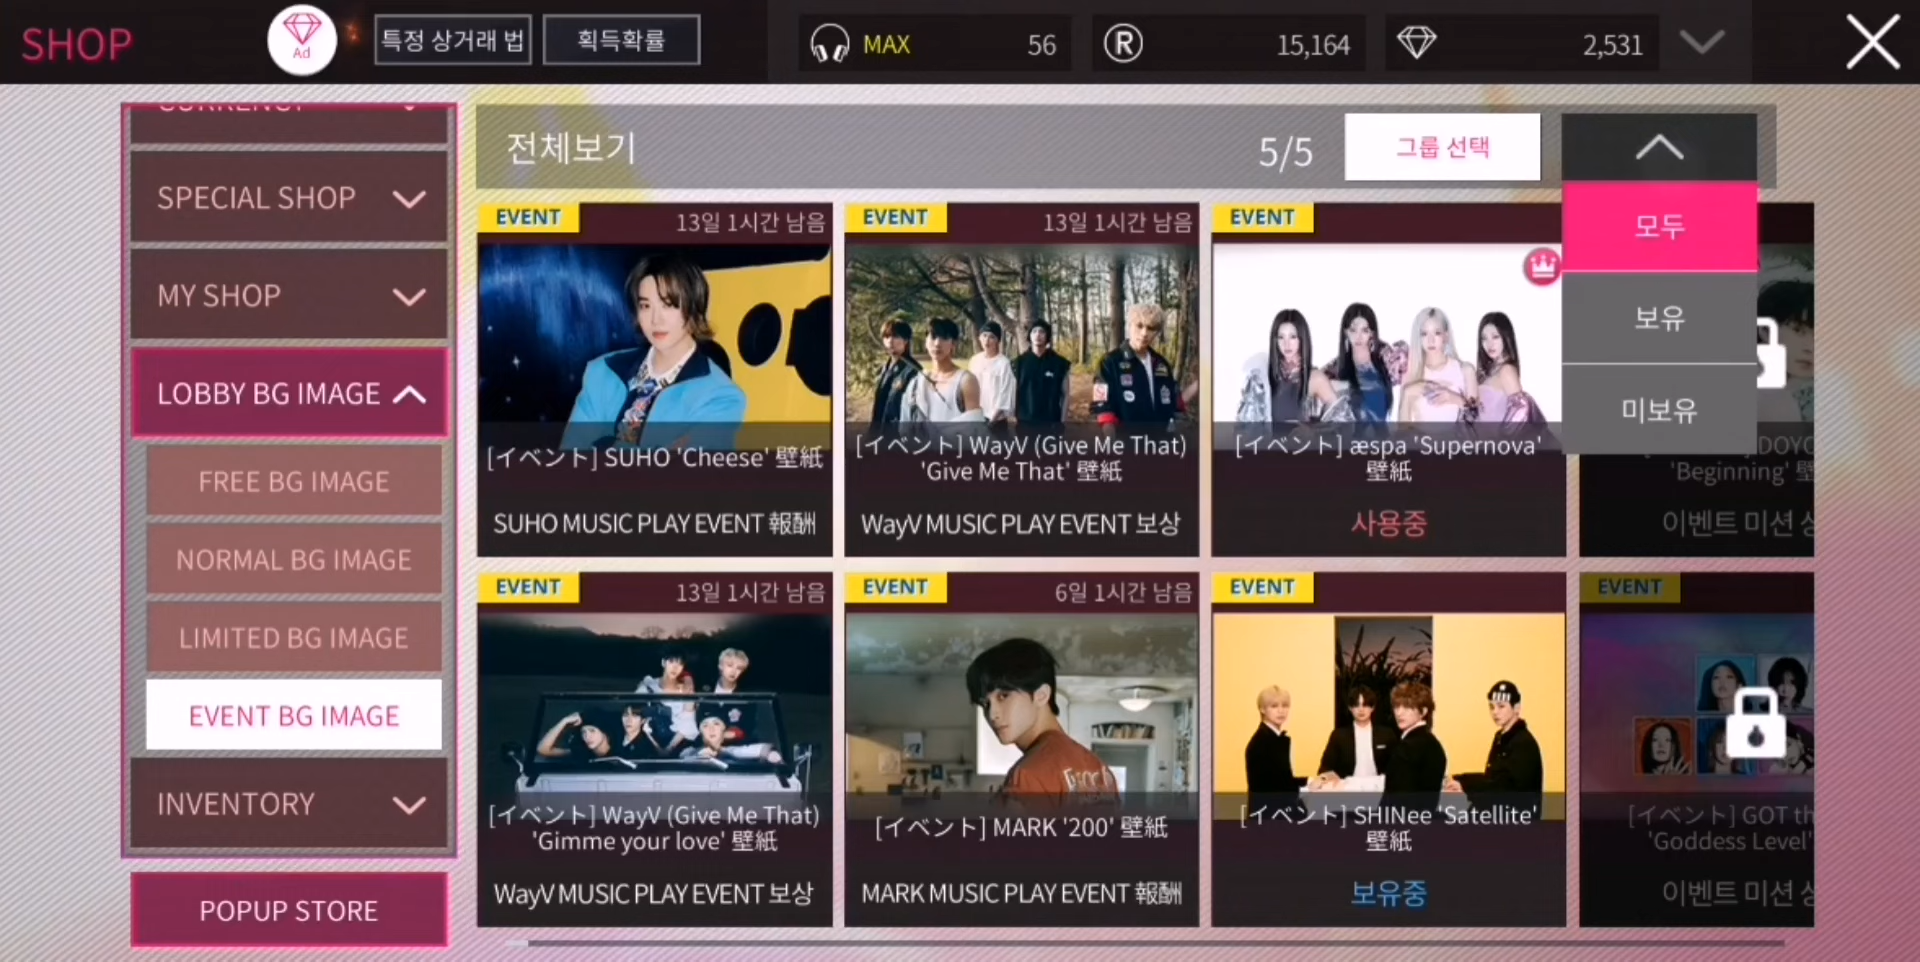 SHOP
Ad
특정 상거래 법
획득확률
MAX
56
R
15,164
2,531
CURRENCY
SPECIAL SHOP
MY SHOP
LOBBY BG IMAGE
FREE BG IMAGE
NORMAL BG IMAGE
LIMITED BG IMAGE
EVENT BG IMAGE
INVENTORY
POPUP STORE
전체보기
5/5
그룹 선택
모두
보유
미보유
EVENT
13일 1시간 남음
[イベント] SUHO 'Cheese' 壁紙
SUHO MUSIC PLAY EVENT 報酬
EVENT
13일 1시간 남음
[イベント] WayV (Give Me That)
'Give Me That' 壁紙
WayV MUSIC PLAY EVENT 보상
EVENT
[イベント] æspa 'Supernova'
壁紙
사용중
DOYO
'Beginning' 壁
이벤트 미션
EVENT
13일 1시간 남음
[イベント] WayV (Give Me That)
'Gimme your love' 壁紙
WayV MUSIC PLAY EVENT 보상
EVENT
6일 1시간 남음
[イベント] MARK '200' 壁紙
MARK MUSIC PLAY EVENT 報酬
EVENT
[イベント] SHINee 'Satellite'
壁紙
보유중
EVENT
[イベント] GOT th
'Goddess Level'
이벤트 미션